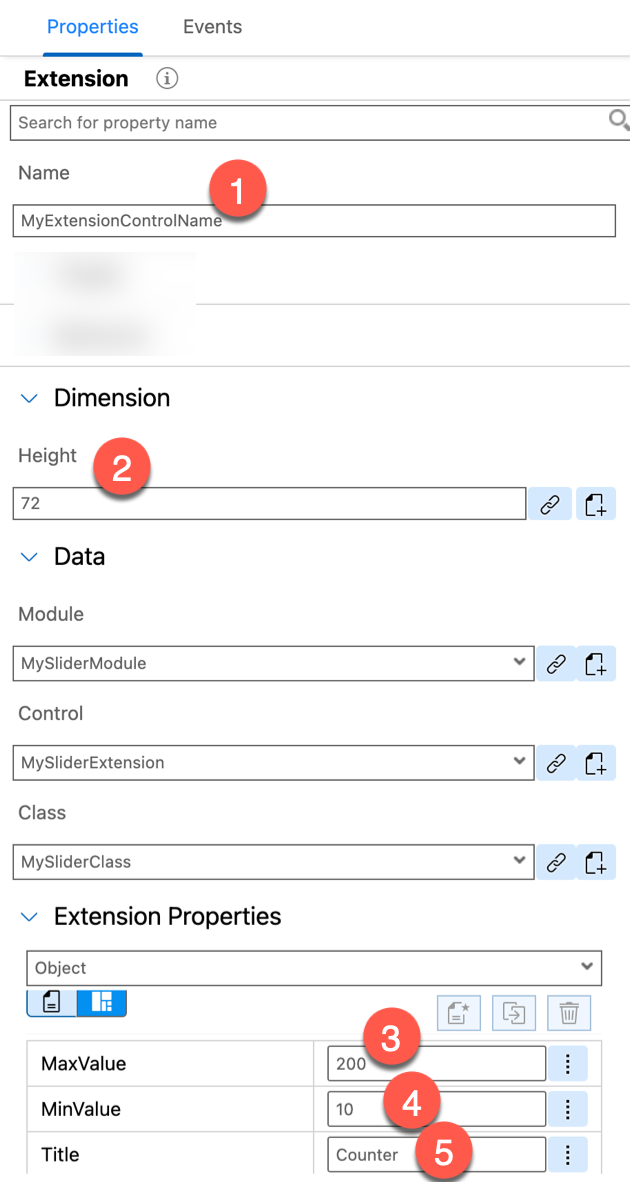 Properties Events
Extension
Search for property name
Name
1
MyExtensionControlName
Dimension
Height
2
72
Data
Module
MySliderModule
Control
MySliderExtension
Class
MySliderClass
Extension Properties
Object
3
MaxValue 200
MinValue 10
4
Title Counter
5